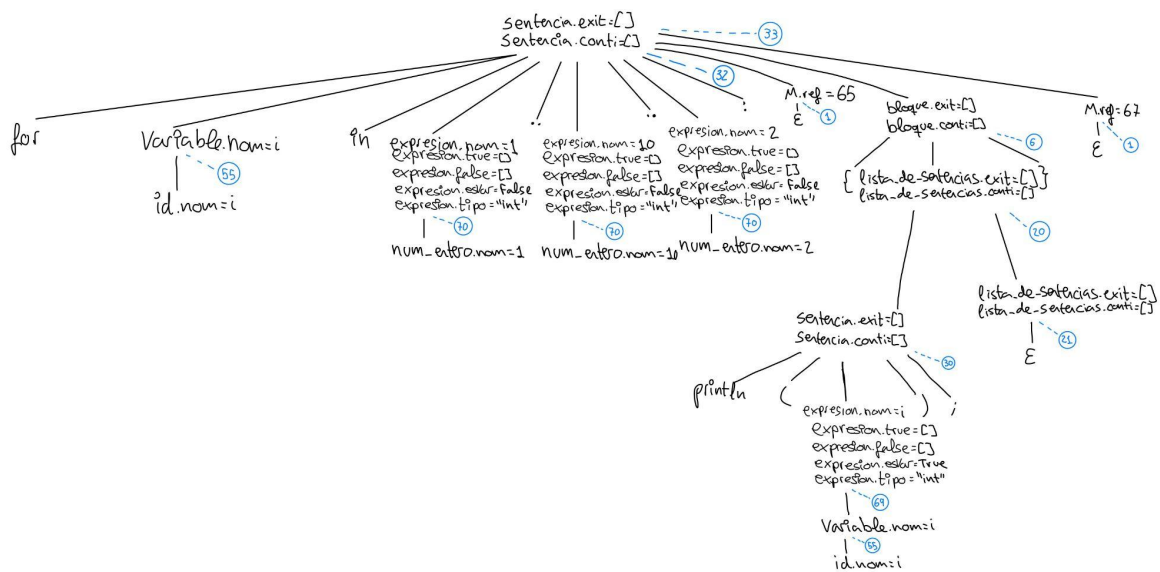 sentencia.exit=[]
Sentencia.conti=[]
33
32
for
Variable.nom=i
55
id.nom=i
in
expresion.nom=1
expresion.true=[]
expresion.false=[]
expresion.esVar=False
expresion.tipo="int"
70
num_entero.nom=1
..
expresion.nom=10
expresion.true=[]
expresion.false=[]
expresion.esVar=False
expresion.tipo="int"
70
num_entero.nom=10
..
expresion.nom=2
expresion.true=[]
expresion.false=[]
expresion.esVar=False
expresion.tipo="int"
70
num_entero.nom=2
:
M.ref=65
ε
1
bloque.exit=[]
bloque.conti=[]
6
{ lista_de_sentencias.exit=[] }
lista_de_sentencias.conti=[]
20
M.ref=67
ε
1
sentencia.exit=[]
Sentencia.conti=[]
30
lista_de_sentencias.exit=[]
lista_de_sentencias.conti=[]
21
ε
println
(
expresion.nom=i
expresion.true=[]
expresion.false=[]
expresion.esVar=True
expresion.tipo="int"
)
;
69
Variable.nom=i
55
id.nom=i